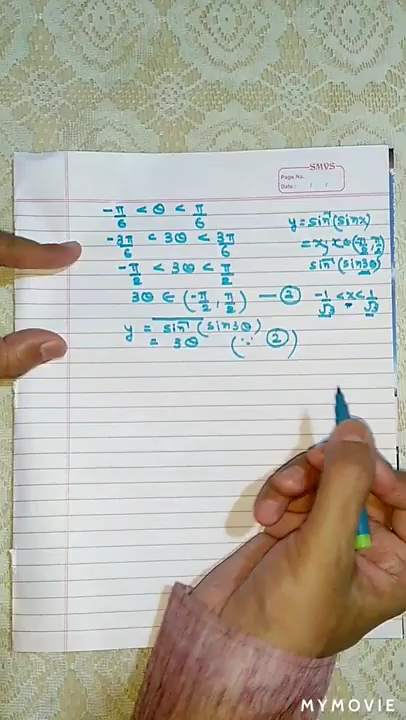 SMVS
Page No.
Date : / /
-π/6 < θ < π/6
-3π/6 < 3θ < 3π/6
-π/2 < 3θ < π/2
3θ ∈ (-π/2, π/2) — ②
y = sin⁻¹(sin3θ)
= 3θ (∵ ②)
y = sin⁻¹(sinx)
= x, x∈(-π/2, π/2)
sin⁻¹(sin3θ)
-1/√3 < x < 1/√3
MYMOVIE